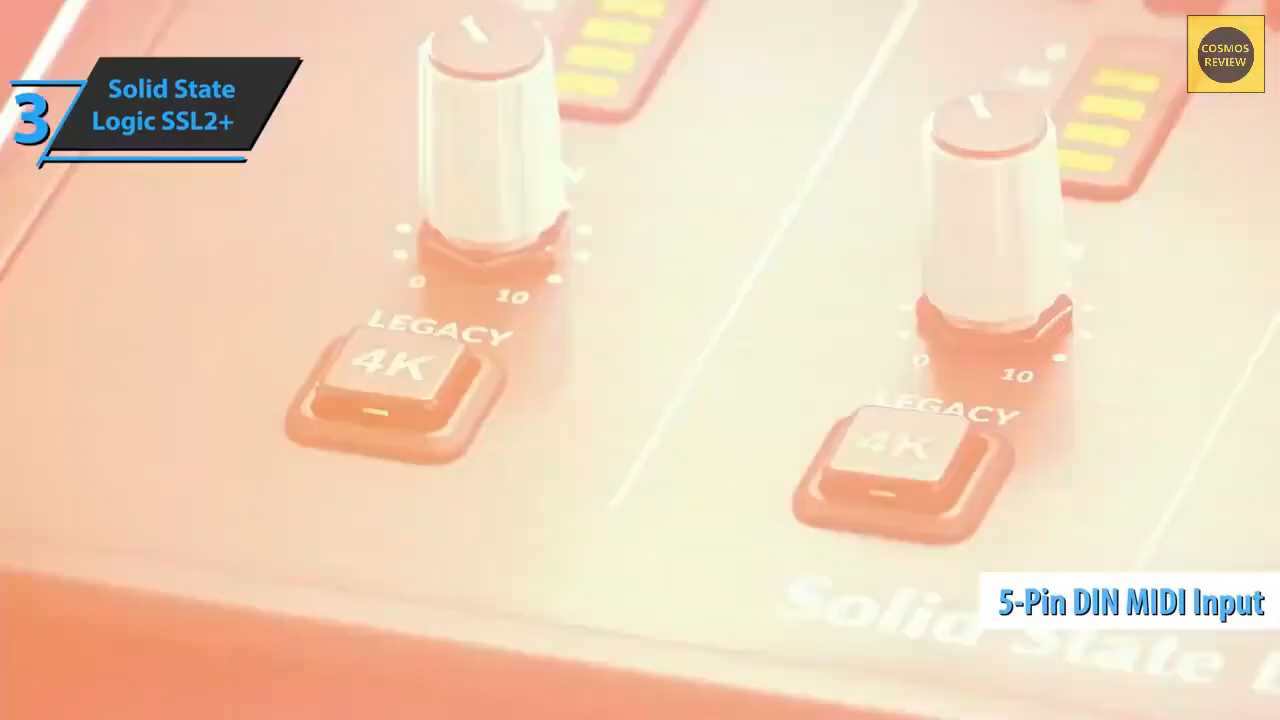 COSMOS
REVIEW
3
Solid State
Logic SSL2+
0
10
LEGACY
4K
0
10
LEGACY
4K
5-Pin DIN MIDI Input
Solid State